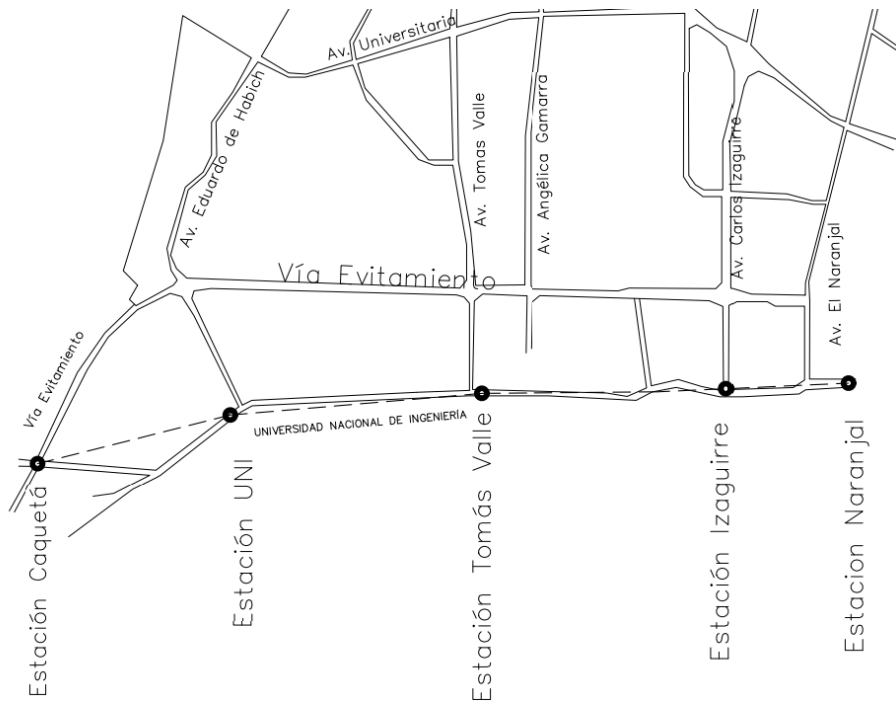 Av. Universitaria
Av. Eduardo de Habich
Av. Tomas Valle
Av. Angélica Gamarra
Av. Carlos Izaguirre
Vía Evitamiento
Av. El Naranjal
Vía Evitamiento
UNIVERSIDAD NACIONAL DE INGENIERÍA
Estación Caquetá
Estación UNI
Estación Tomás Valle
Estación Izaguirre
Estacion Naranjal